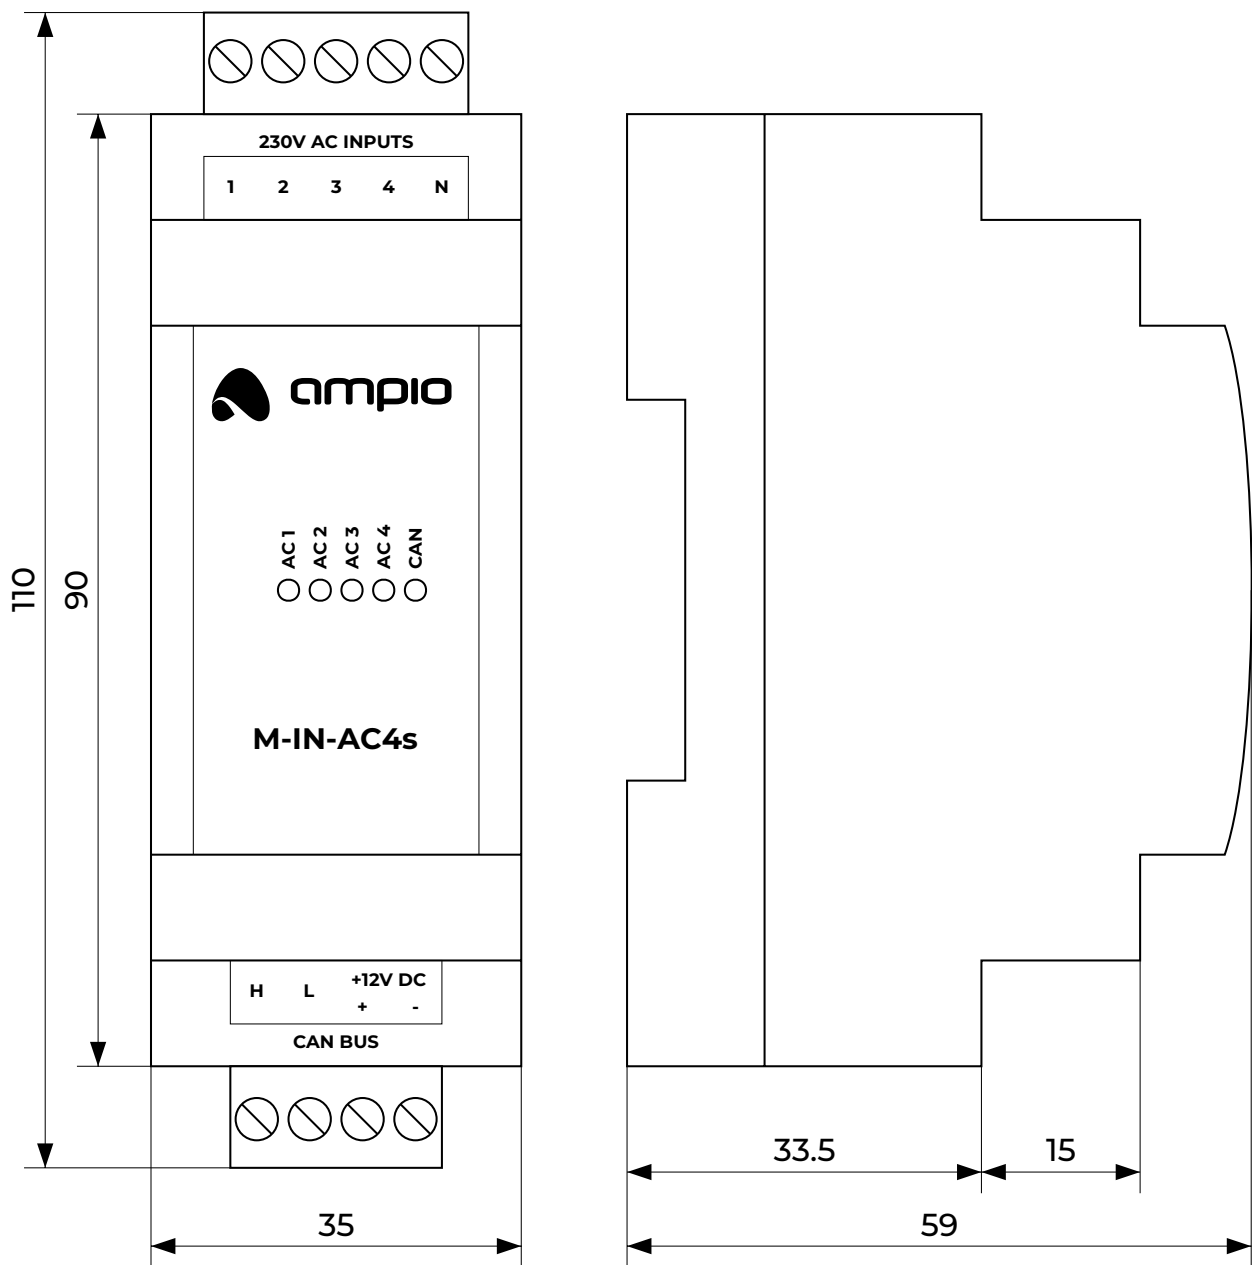 230V AC INPUTS
1 2 3 4 N
ampio
AC 1
AC 2
AC 3
AC 4
CAN
110
90
M-IN-AC4s
H L +12V DC
+ -
CAN BUS
33.5
15
35
59